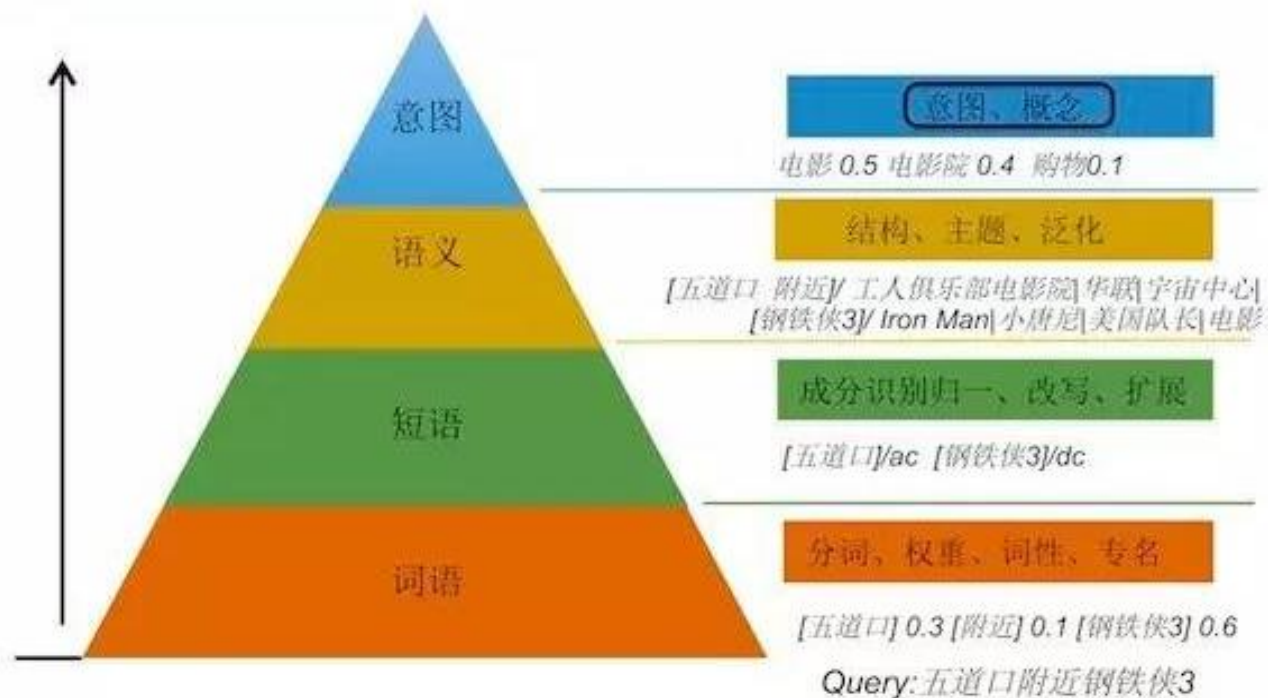 意图
意图、概念
电影 0.5 电影院 0.4 购物0.1
语义
结构、主题、泛化
[五道口 附近]/ 工人俱乐部电影院|华联|宇宙中心|
[钢铁侠3]/ Iron Man|小唐尼|美国队长|电影
短语
成分识别归一、改写、扩展
[五道口]/ac [钢铁侠3]/dc
词语
分词、权重、词性、专名
[五道口] 0.3 [附近] 0.1 [钢铁侠3] 0.6
Query:五道口附近钢铁侠3